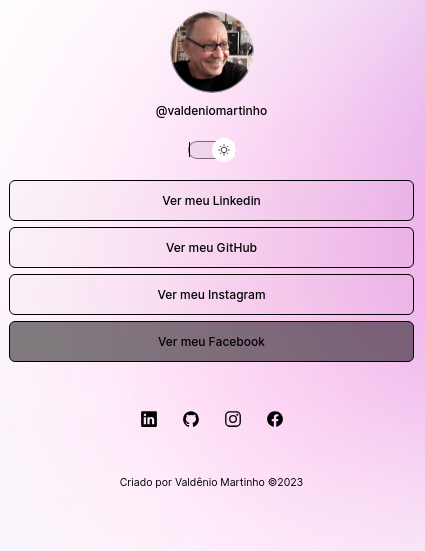 @valdeniomartinho
Ver meu Linkedin
Ver meu GitHub
Ver meu Instagram
Ver meu Facebook
Criado por Valdênio Martinho ©2023